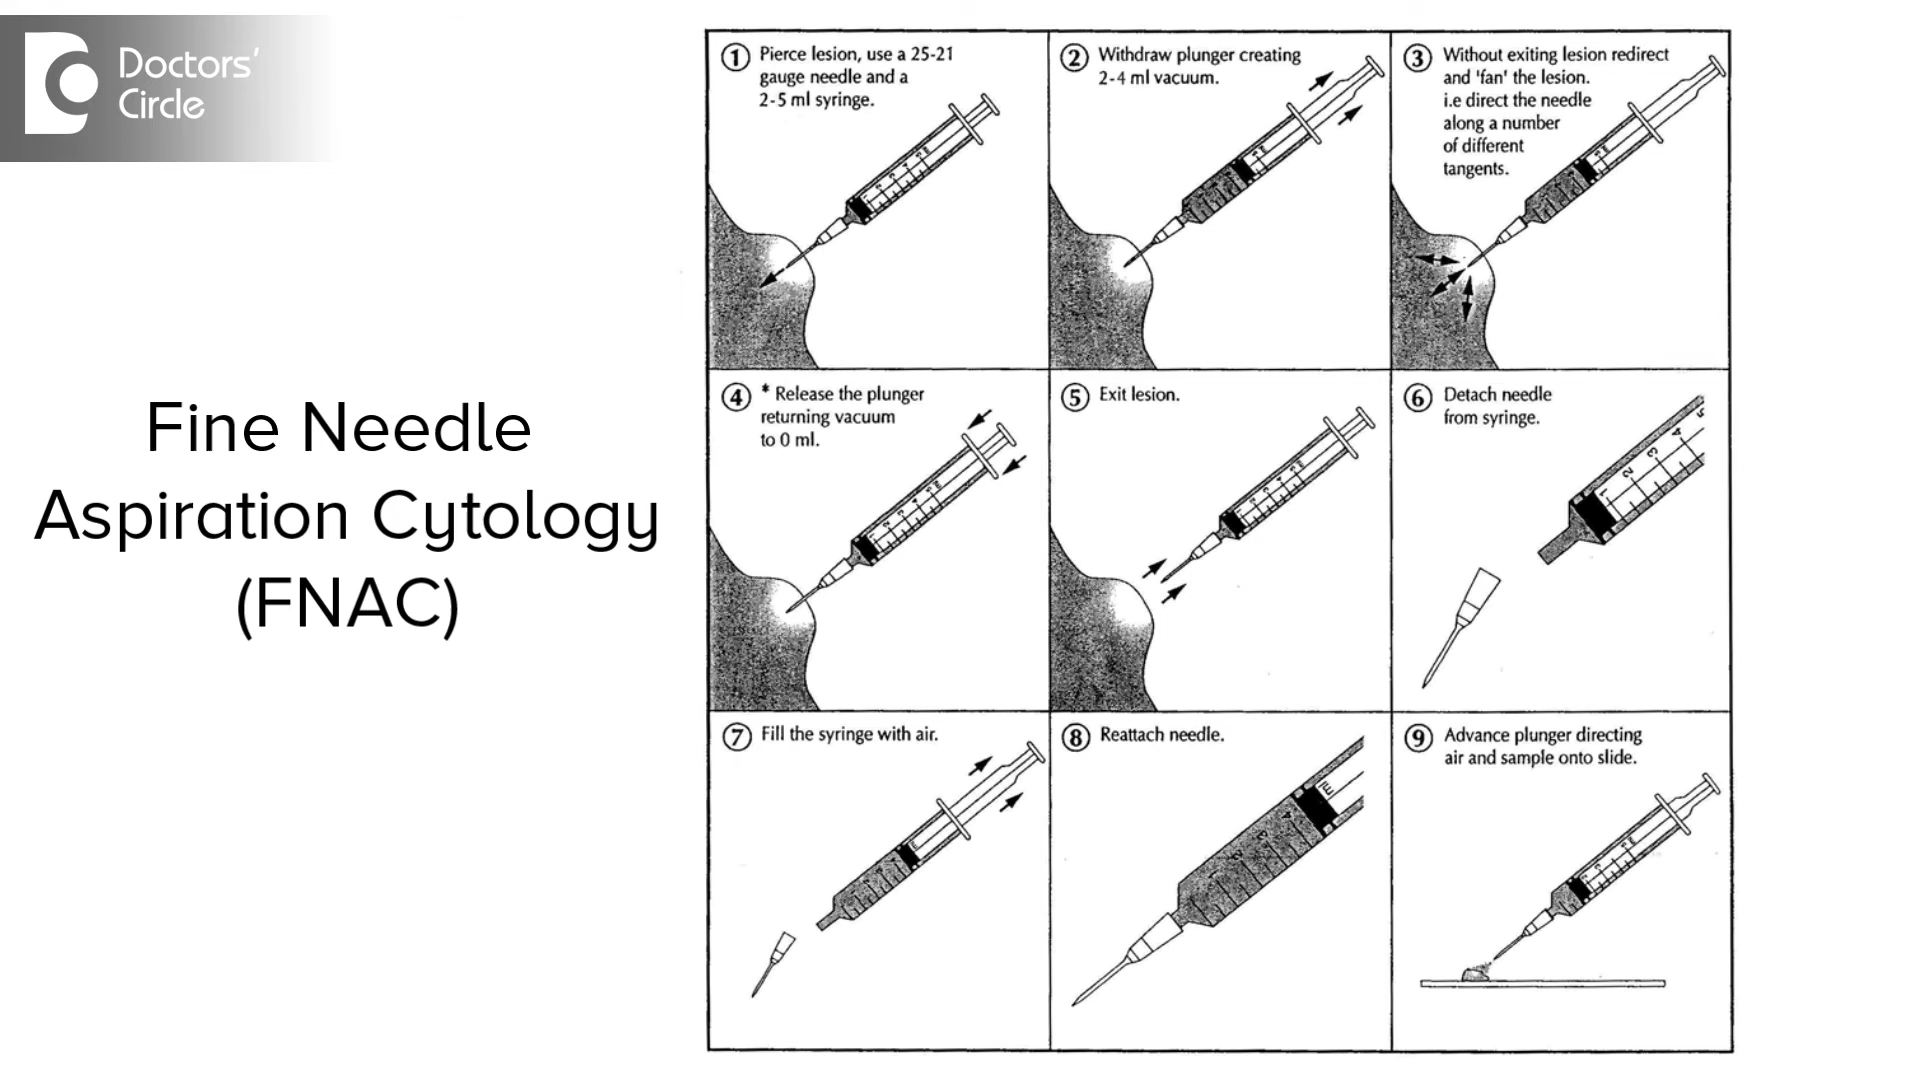 Doctors'
Circle
Fine Needle
Aspiration Cytology
(FNAC)
1 Pierce lesion, use a 25-21
gauge needle and a
2-5 ml syringe.
2 Withdraw plunger creating
2-4 ml vacuum.
3 Without exiting lesion redirect
and 'fan' the lesion.
i.e direct the needle
along a number
of different
tangents.
4 * Release the plunger
returning vacuum
to 0 ml.
5 Exit lesion.
6 Detach needle
from syringe.
7 Fill the syringe with air.
8 Reattach needle.
9 Advance plunger directing
air and sample onto slide.